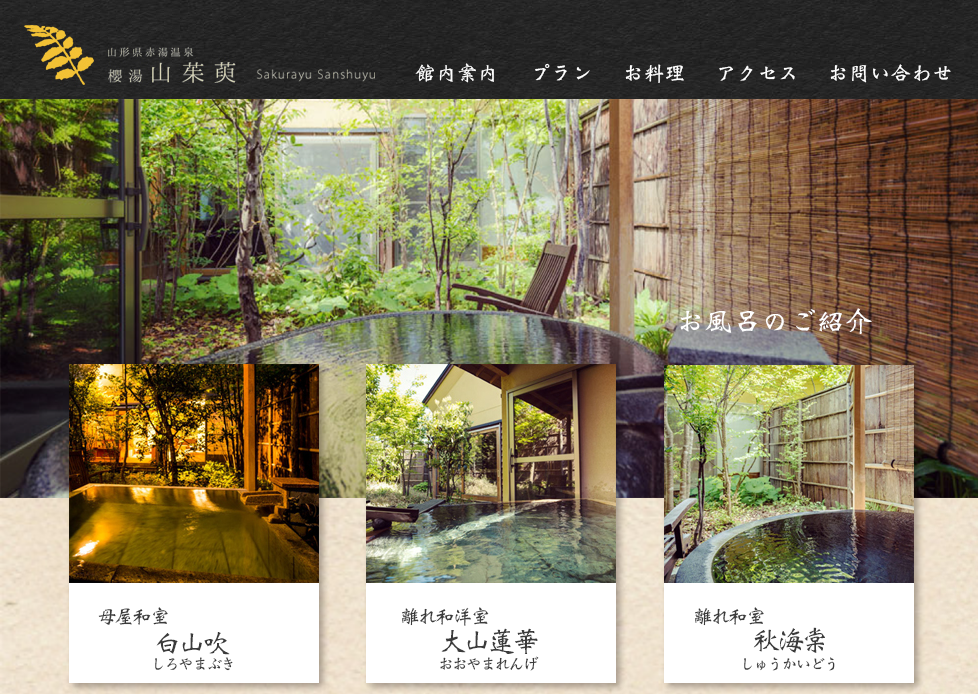 山形県赤湯温泉
櫻湯 山茱萸 Sakurayu Sanshuyu
館内案内 プラン お料理 アクセス お問い合わせ
お風呂のご紹介
母屋和室
白山吹
しろやまぶき
離れ和洋室
大山蓮華
おおやまれんげ
離れ和室
秋海棠
しゅうかいどう